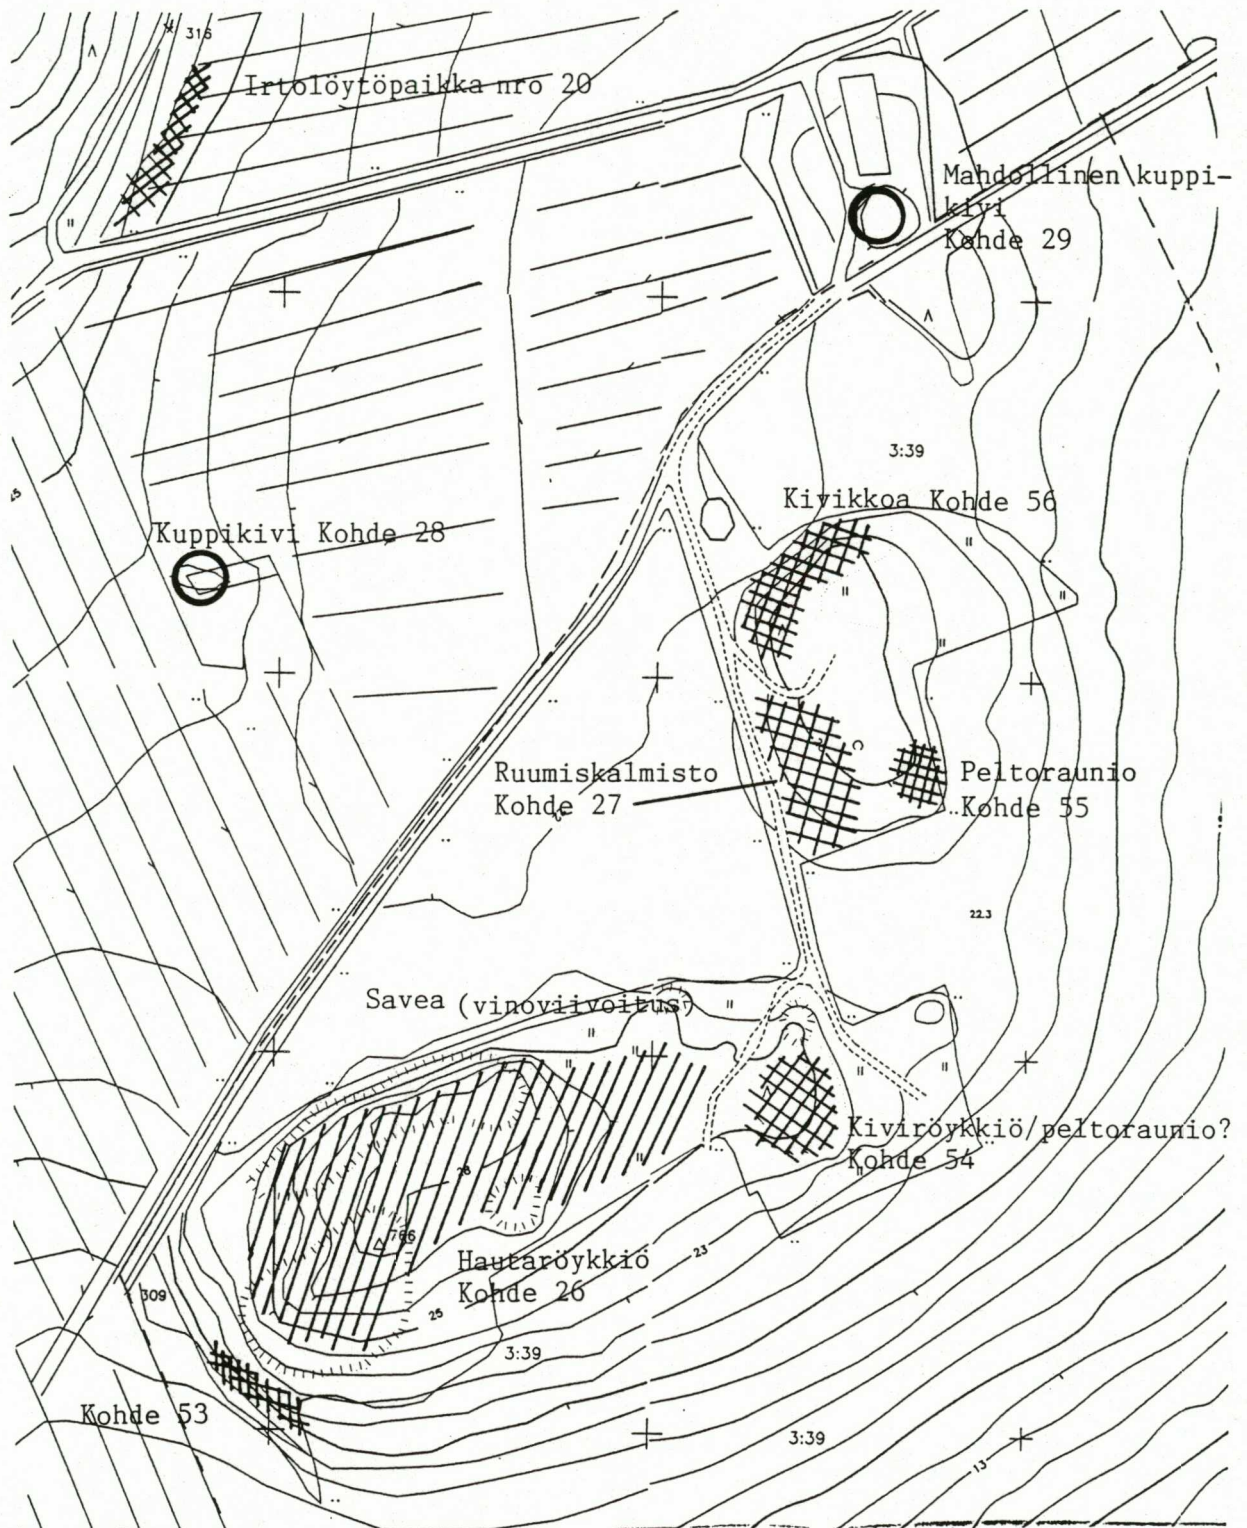 316
Irtolöytöpaikka nro 20
Mahdollinen kuppi-
kivi
Kohde 29
3:39
Kivikkoa Kohde 56
Kuppikivi Kohde 28
Ruumiskalmisto
Kohde 27
Peltoraunio
Kohde 55
22.3
Savea (vinoviivoitus)
Kiviröykkiö/peltoraunio?
Kohde 54
28
766
23
Hautaröykkiö
Kohde 26
309
25
3:39
Kohde 53
3:39
13